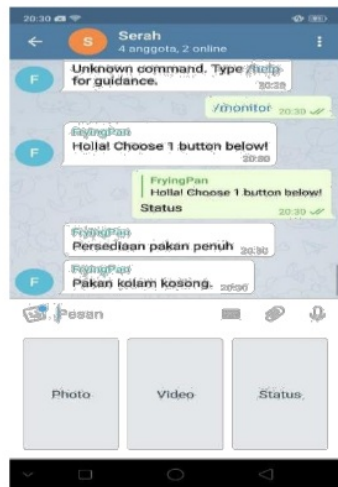 20:30
Serah
4 anggota, 2 online
Unknown command. Type /help
for guidance.
20:30
/monitor 20:30
FryingPan
Holla! Choose 1 button below!
20:30
FryingPan
Holla! Choose 1 button below!
Status
20:30
FryingPan
Persediaan pakan penuh 20:30
FryingPan
Pakan kolam kosong. 20:30
Pesan
Photo
Video
Status